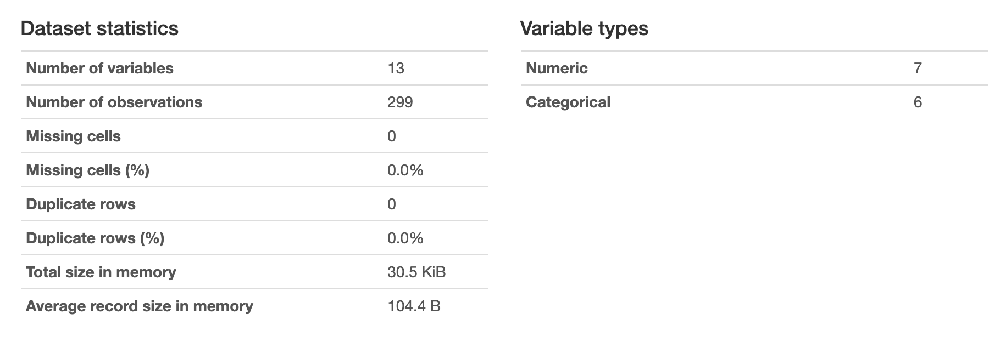 Dataset statistics
Number of variables 13
Number of observations 299
Missing cells 0
Missing cells (%) 0.0%
Duplicate rows 0
Duplicate rows (%) 0.0%
Total size in memory 30.5 KiB
Average record size in memory 104.4 B
Variable types
Numeric 7
Categorical 6